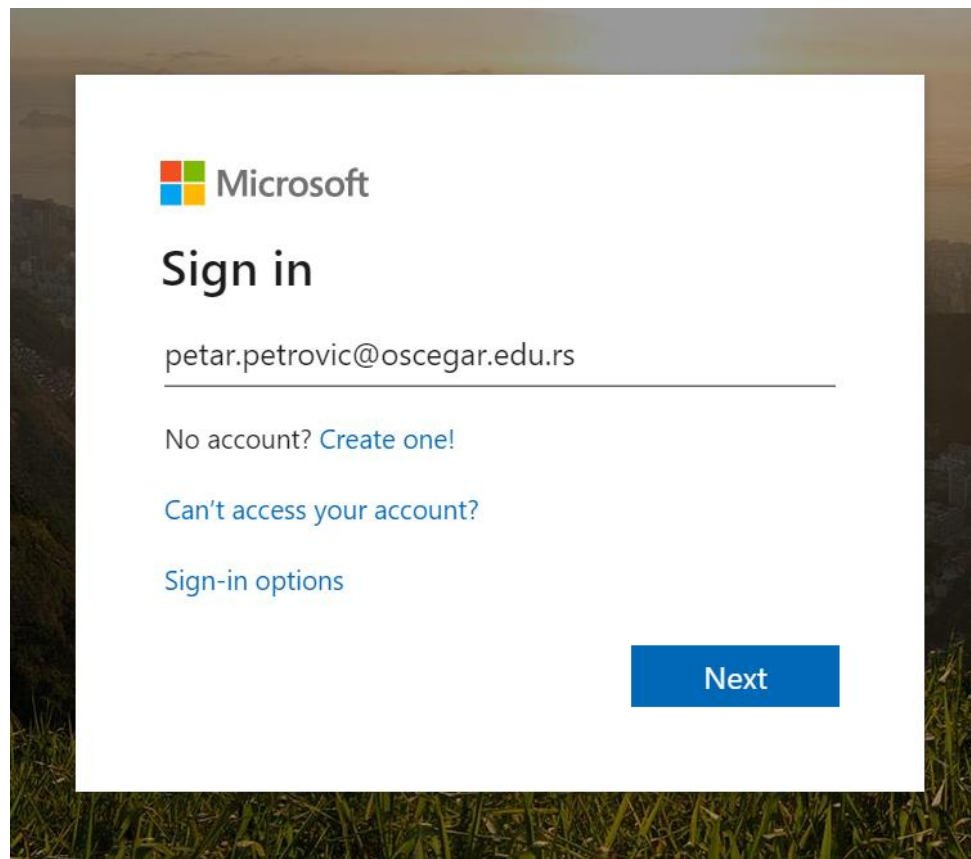 Microsoft
Sign in
petar.petrovic@oscegar.edu.rs
No account? Create one!
Can't access your account?
Sign-in options
Next